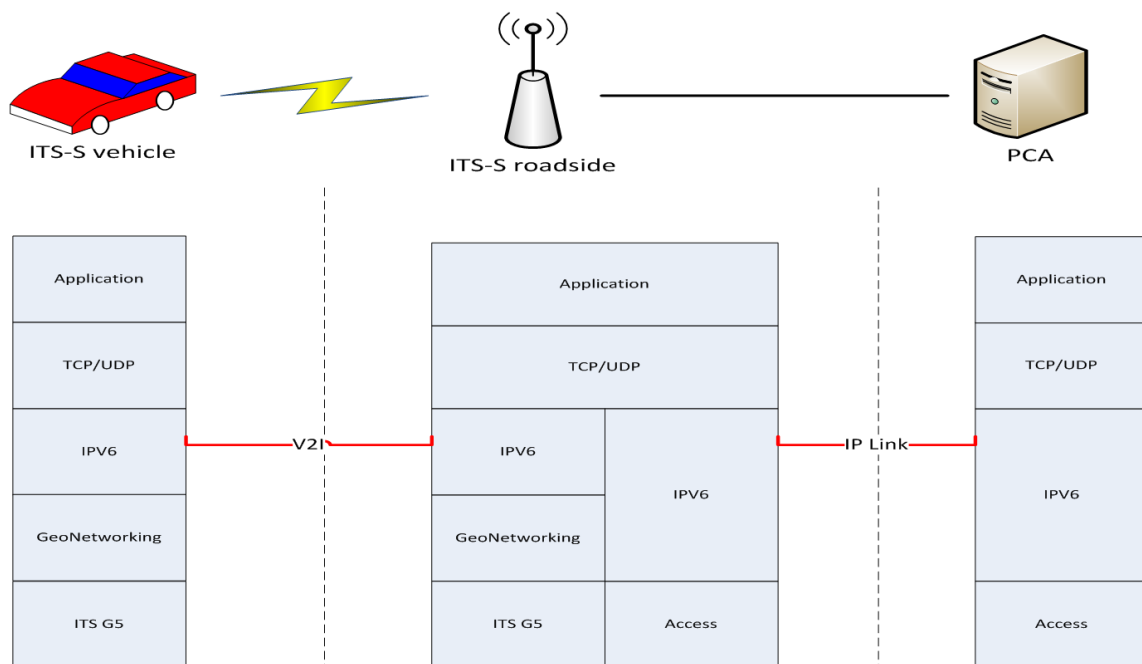 ITS-S vehicle
ITS-S roadside
PCA
Application
TCP/UDP
IPV6
GeoNetworking
ITS G5
V2I
Application
TCP/UDP
IPV6
GeoNetworking
ITS G5
IPV6
Access
IP Link
Application
TCP/UDP
IPV6
Access